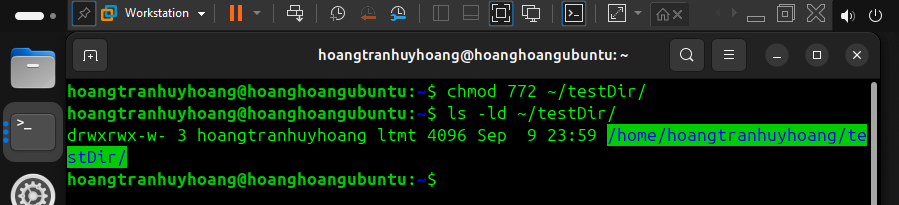 Workstation
hoangtranhuyhoang@hoanghoangubuntu: ~
hoangtranhuyhoang@hoanghoangubuntu:~$ chmod 772 ~/testDir/
hoangtranhuyhoang@hoanghoangubuntu:~$ ls -ld ~/testDir/
drwxrwx-w- 3 hoangtranhuyhoang ltmt 4096 Sep  9 23:59 /home/hoangtranhuyhoang/te
stDir/
hoangtranhuyhoang@hoanghoangubuntu:~$